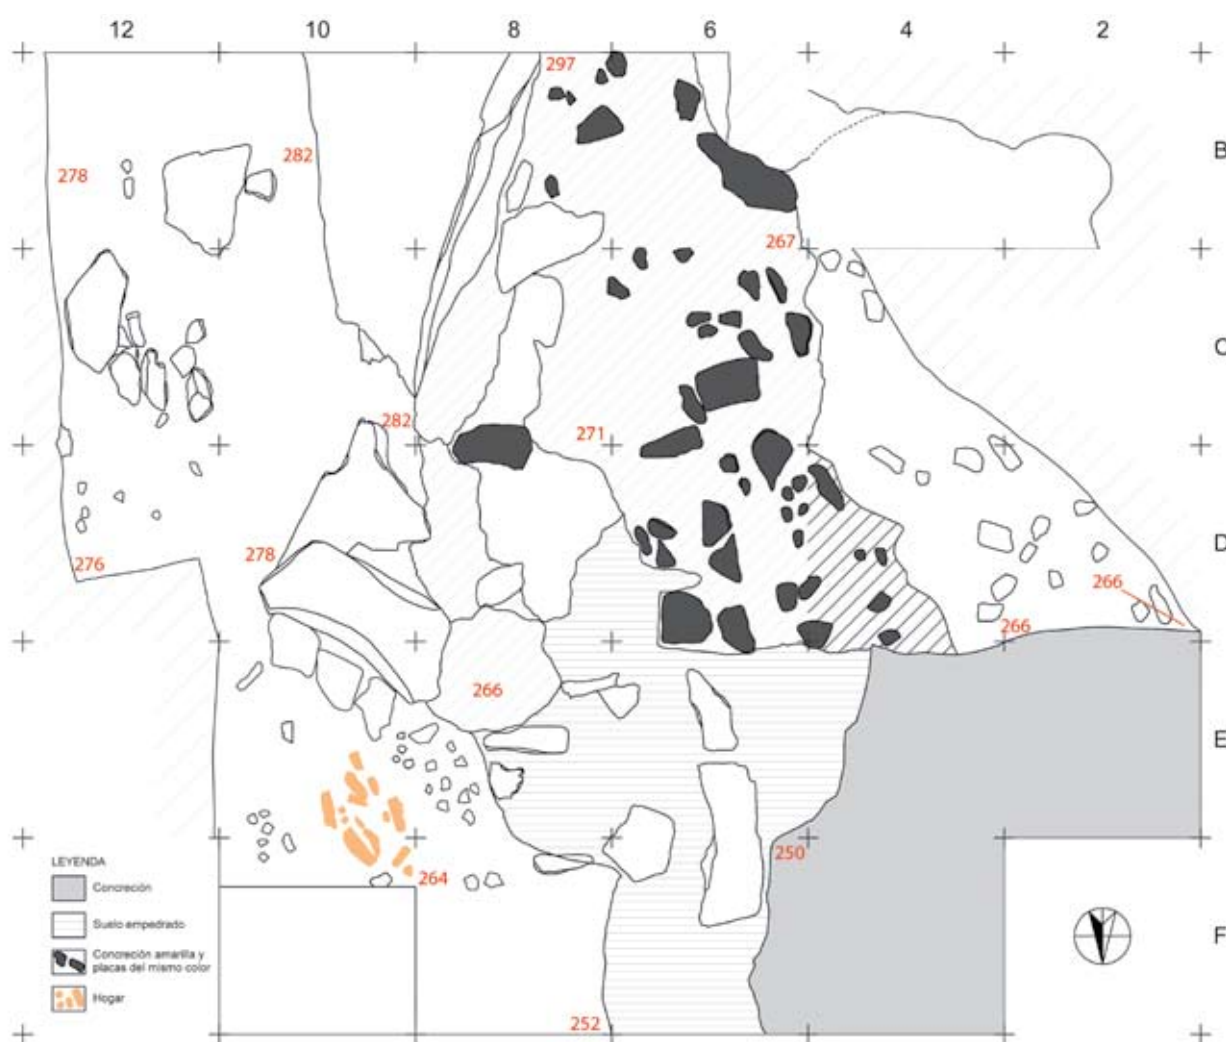 12 10 8 6 4 2
297
B
282
278
267
C
282
271
D
278
276
266
266
266
E
264
250
LEYENDA
Concreción
Suelo empedrado
Concreción amarilla y
placas del mismo color
Hogar
F
252